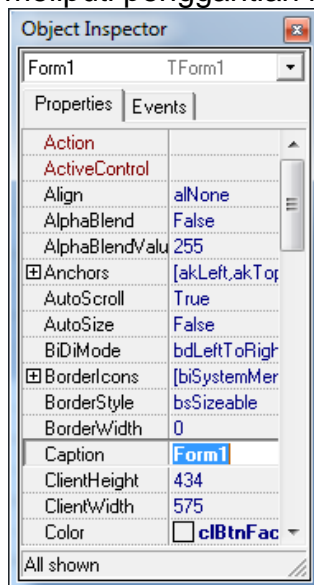 Object Inspector
Form1 TForm1
Properties Events
Action
ActiveControl
Align alNone
AlphaBlend False
AlphaBlendValu 255
Anchors [akLeft,akTop
AutoScroll True
AutoSize False
BiDiMode bdLeftToRigh
BorderIcons [biSystemMer
BorderStyle bsSizeable
BorderWidth 0
Caption Form1
ClientHeight 434
ClientWidth 575
Color clBtnFac
All shown